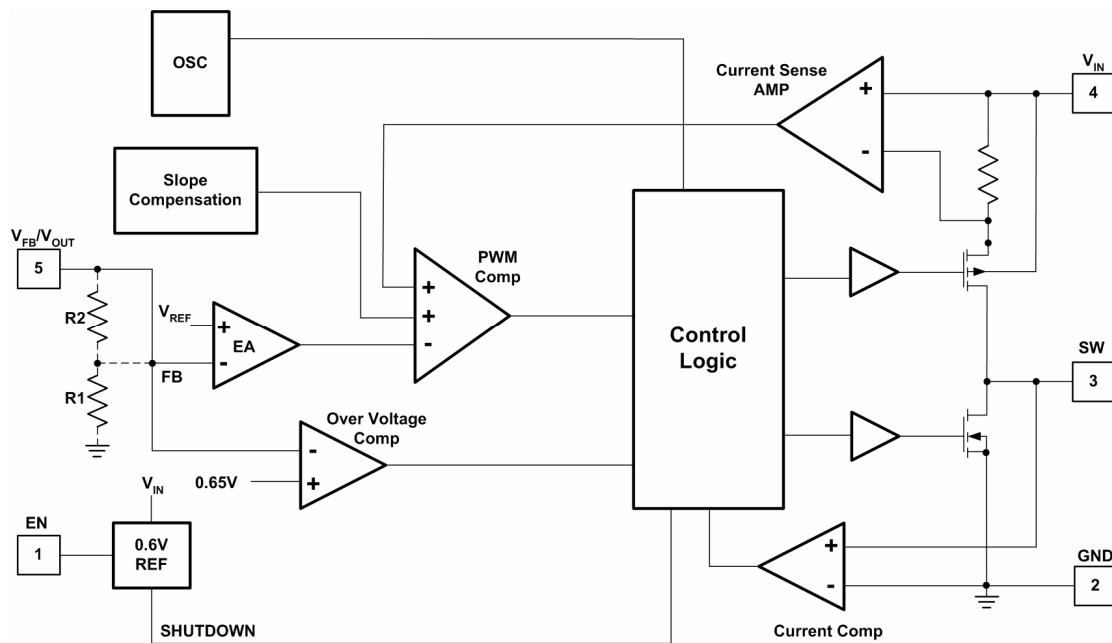 OSC
Current Sense
AMP
V_IN
4
+
-
Slope
Compensation
V_FB/V_OUT
5
PWM
Comp
+
+
-
R2
V_REF
+
EA
-
FB
R1
Control
Logic
SW
3
Over Voltage
Comp
-
0.65V
+
V_IN
EN
1
0.6V
REF
+
-
GND
2
SHUTDOWN
Current Comp